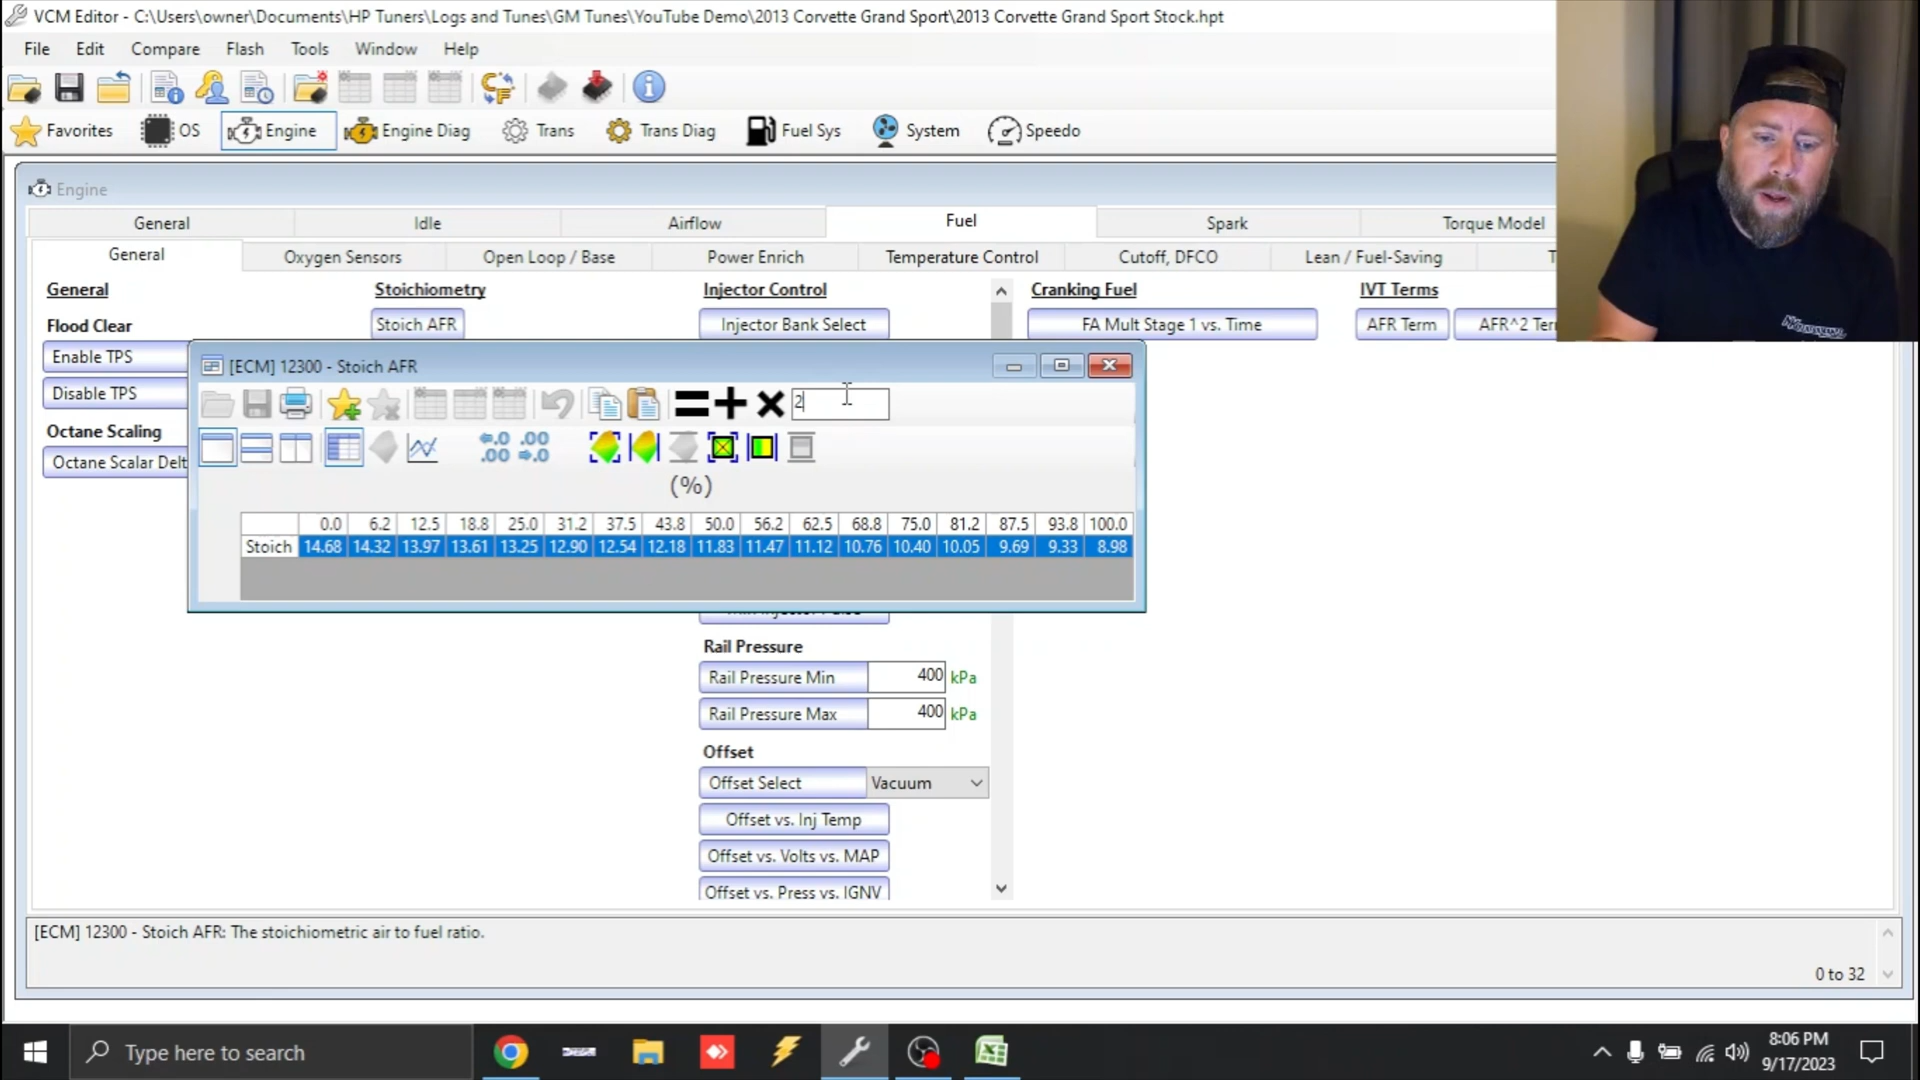 VCM Editor - C:\Users\owner\Documents\HP Tuners\Logs and Tunes\GM Tunes\YouTube Demo\2013 Corvette Grand Sport\2013 Corvette Grand Sport Stock.hpt
File Edit Compare Flash Tools Window Help
Favorites OS Engine Engine Diag Trans Trans Diag Fuel Sys System Speedo
Engine
General Idle Airflow Fuel Spark Torque Model
General Oxygen Sensors Open Loop / Base Power Enrich Temperature Control Cutoff, DFCO Lean / Fuel-Saving T
General Stoichiometry Injector Control Cranking Fuel IVT Terms
Flood Clear Stoich AFR Injector Bank Select FA Mult Stage 1 vs. Time AFR Term AFR^2 Ter
Enable TPS
[ECM] 12300 - Stoich AFR
Disable TPS
2
Octane Scaling
Octane Scalar Delt
(%)
0.0 6.2 12.5 18.8 25.0 31.2 37.5 43.8 50.0 56.2 62.5 68.8 75.0 81.2 87.5 93.8 100.0
Stoich 14.68 14.32 13.97 13.61 13.25 12.90 12.54 12.18 11.83 11.47 11.12 10.76 10.40 10.05 9.69 9.33 8.98
Rail Pressure
Rail Pressure Min 400 kPa
Rail Pressure Max 400 kPa
Offset
Offset Select Vacuum
Offset vs. Inj Temp
Offset vs. Volts vs. MAP
Offset vs. Press vs. IGNV
[ECM] 12300 - Stoich AFR: The stoichiometric air to fuel ratio.
0 to 32
Type here to search
8:06 PM
9/17/2023